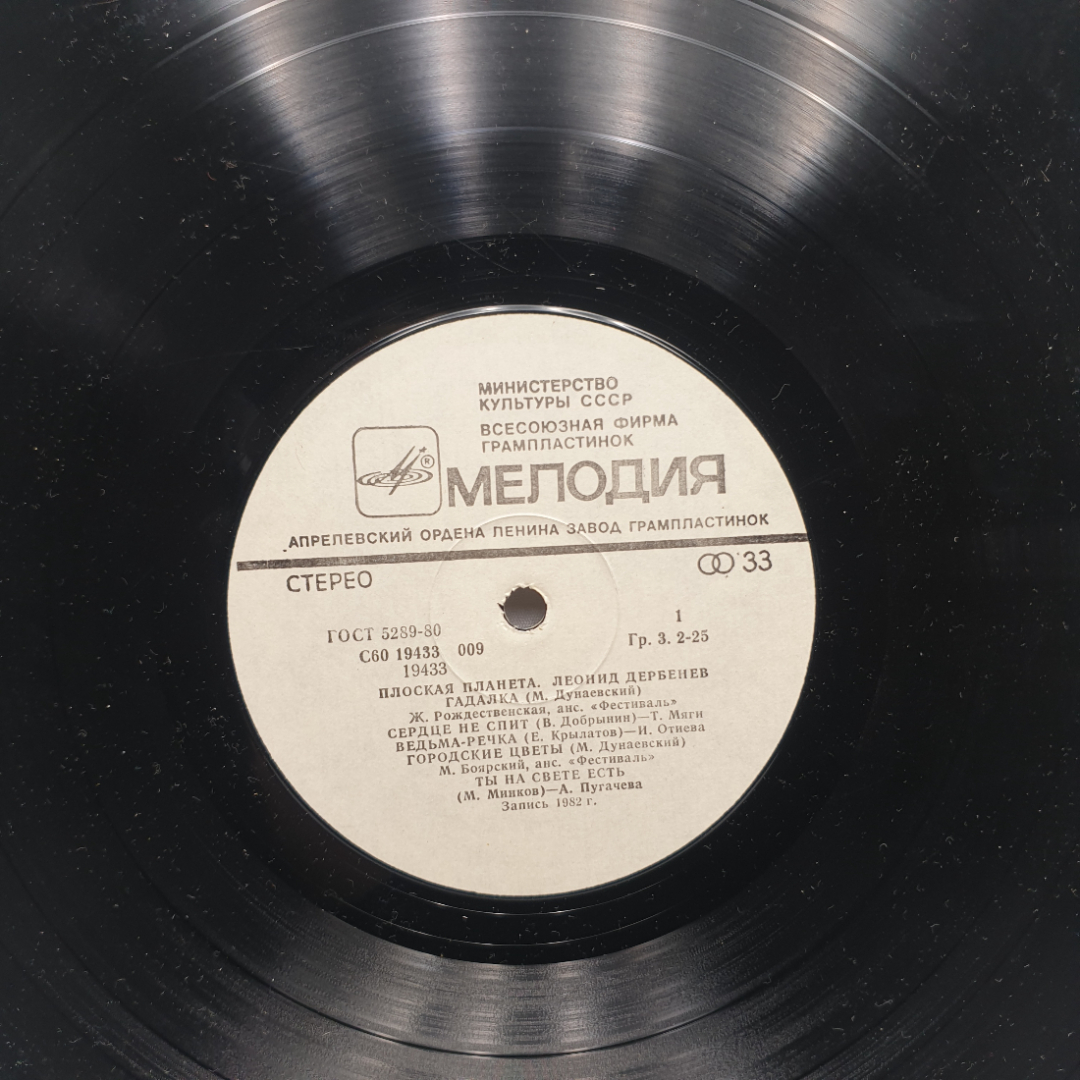 МИНИСТЕРСТВО
КУЛЬТУРЫ СССР
ВСЕСОЮЗНАЯ ФИРМА
ГРАМПЛАСТИНОК
®
МЕЛОДИЯ
АПРЕЛЕВСКИЙ ОРДЕНА ЛЕНИНА ЗАВОД ГРАМПЛАСТИНОК
СТЕРЕО
33
ГОСТ 5289-80
1
С60 19433 009
Гр. 3. 2-25
19433
ПЛОСКАЯ ПЛАНЕТА. ЛЕОНИД ДЕРБЕНЕВ
ГАДАЛКА (М. Дунаевский)
Ж. Рождественская, анс. «Фестиваль»
СЕРДЦЕ НЕ СПИТ (В. Добрынин)—Т. Мяги
ВЕДЬМА-РЕЧКА (Е. Крылатов)—И. Отиева
ГОРОДСКИЕ ЦВЕТЫ (М. Дунаевский)
М. Боярский, анс. «Фестиваль»
ТЫ НА СВЕТЕ ЕСТЬ
(М. Минков)—А. Пугачева
Запись 1982 г.